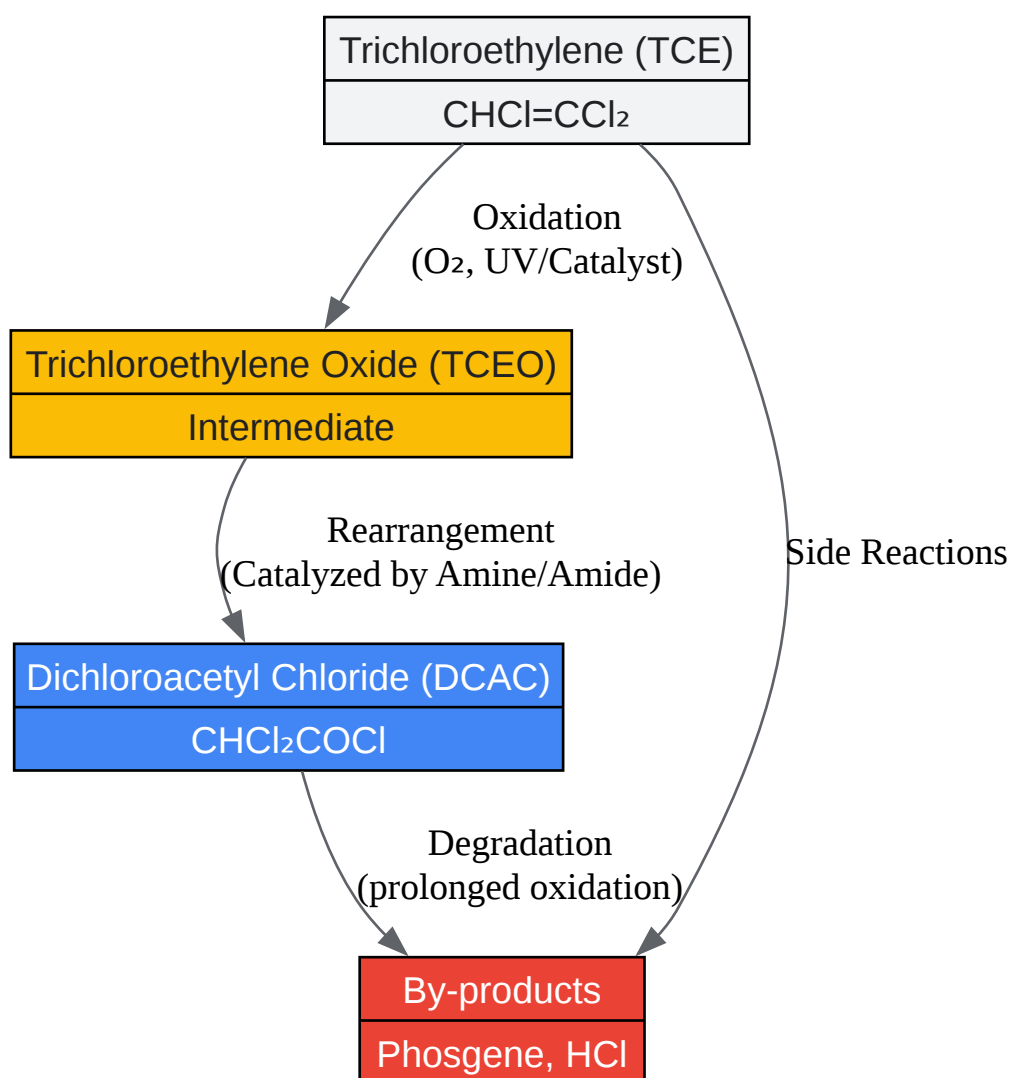 Trichloroethylene (TCE)
CHCl=CCl₂
Oxidation
(O₂, UV/Catalyst)
Trichloroethylene Oxide (TCEO)
Intermediate
Rearrangement
(Catalyzed by Amine/Amide)
Side Reactions
Dichloroacetyl Chloride (DCAC)
CHCl₂COCl
Degradation
(prolonged oxidation)
By-products
Phosgene, HCl